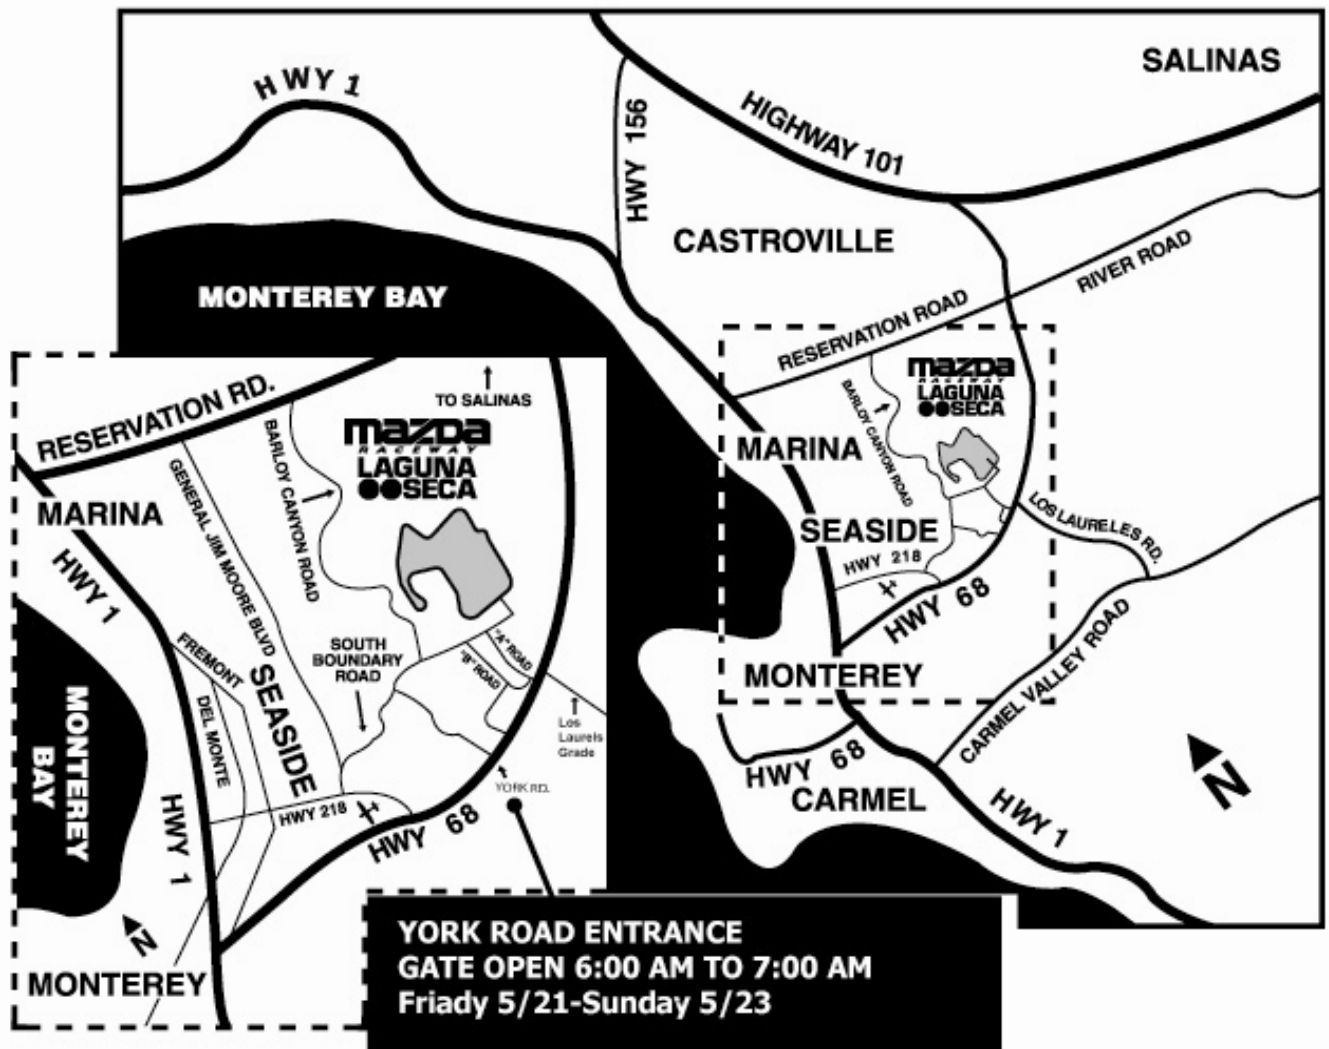 SALINAS
HWY 1
HWY 156
HIGHWAY 101
CASTROVILLE
RIVER ROAD
MONTEREY BAY
RESERVATION ROAD
mazda
RACEWAY
LAGUNA
SECA
BARLOY CANYON ROAD
MARINA
SEASIDE
LOS LAURELES RD.
HWY 218
HWY 68
MONTEREY
CARMEL VALLEY ROAD
HWY 68
CARMEL
HWY 1
N
RESERVATION RD.
TO SALINAS
mazda
RACEWAY
LAGUNA
SECA
MARINA
GENERAL JIM MOORE BLVD
BARLOY CANYON ROAD
HWY 1
FREMONT
SOUTH
BOUNDARY
ROAD
"A" ROAD
"B" ROAD
DEL MONTE
SEASIDE
MONTEREY
BAY
Los
Laurels
Grade
YORK RD.
HWY 218
HWY 68
HWY 1
N
MONTEREY
YORK ROAD ENTRANCE
GATE OPEN 6:00 AM TO 7:00 AM
Friady 5/21-Sunday 5/23